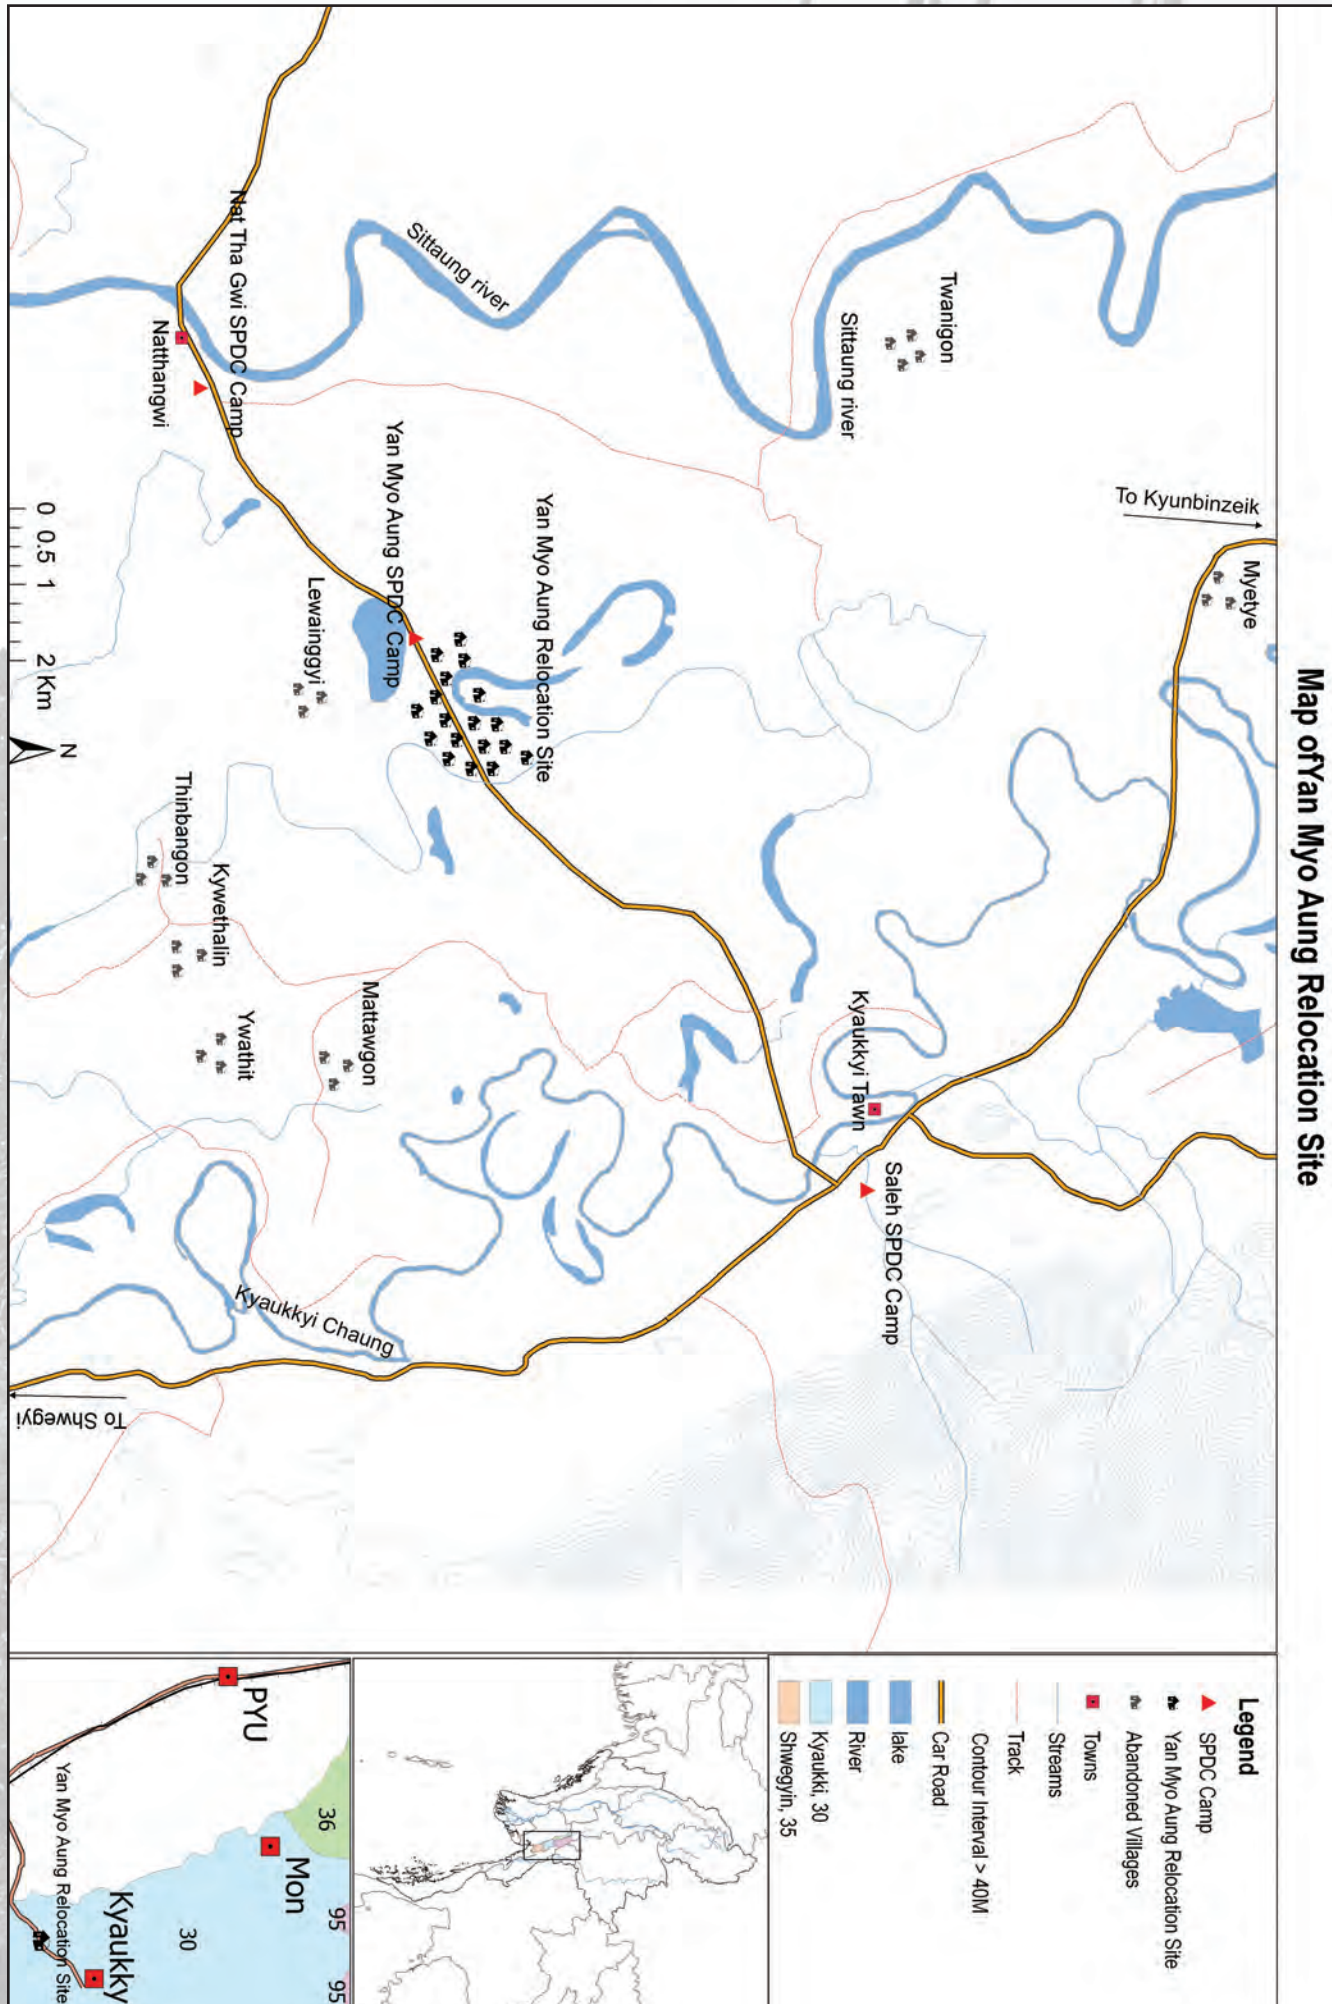 Map ofYan Myo Aung Relocation Site
To Kyunbinzeik
Myetye
Twanigon
Sittaung river
Sittaung river
Kyaukkyi Tawn
Saleh SPDC Camp
Yan Myo Aung Relocation Site
Yan Myo Aung SPDC Camp
Nat Tha Gwi SPDC Camp
Natthangwi
Lewainggyi
Mattawgon
Ywathit
Kywethalin
Thinbangon
Kyaukkyi Chaung
To Shwegyi
0 0.5 1 2 Km
N
Legend
SPDC Camp
Yan Myo Aung Relocation Site
Abandoned Villages
Towns
Streams
Track
Contour Interval > 40M
Car Road
lake
River
Kyaukki, 30
Shwegyin, 35
36
95
95
PYU
Mon
30
Kyaukky
Yan Myo Aung Relocation Site